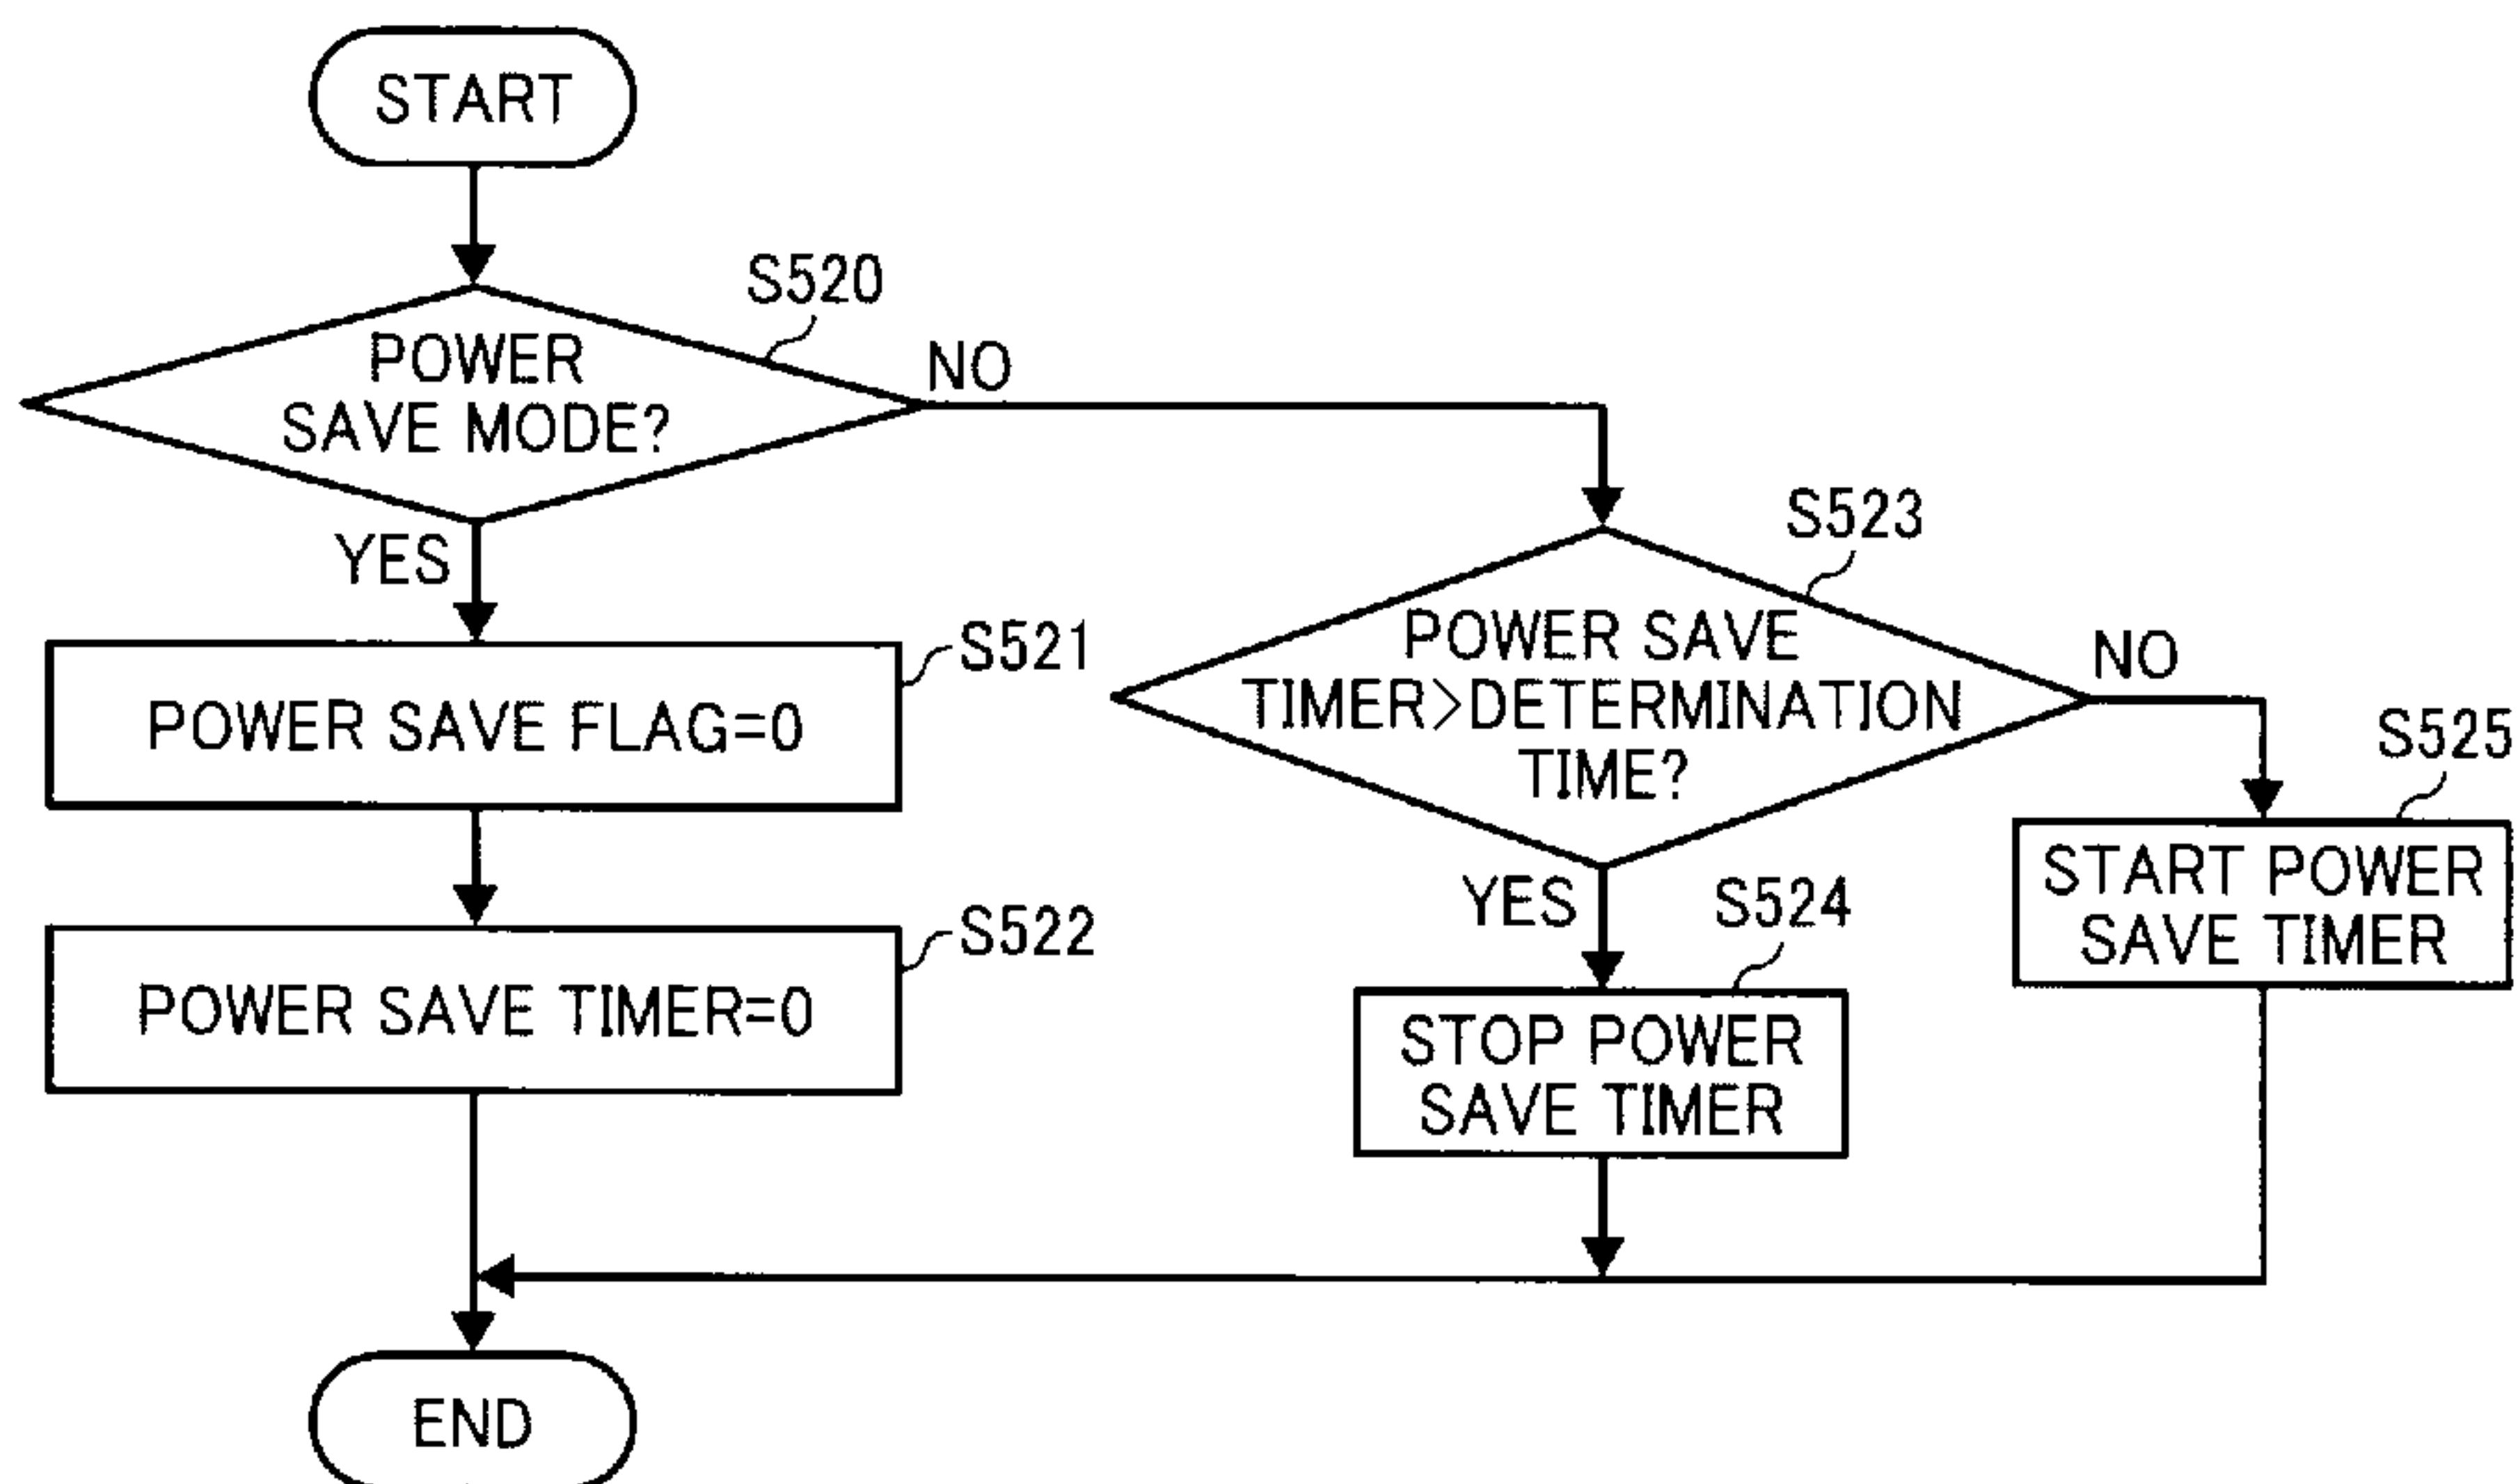 START
S520
POWER
SAVE MODE?
NO
YES
S521
POWER SAVE FLAG=0
S522
POWER SAVE TIMER=0
S523
POWER SAVE
TIMER>DETERMINATION
TIME?
NO
YES
S524
STOP POWER
SAVE TIMER
S525
START POWER
SAVE TIMER
END